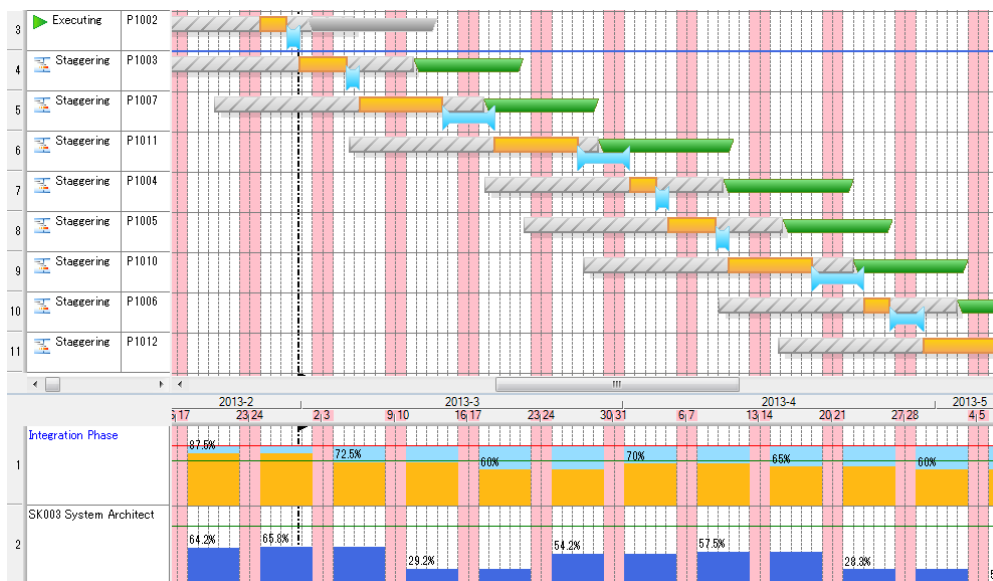 3 Executing P1002
4 Staggering P1003
5 Staggering P1007
6 Staggering P1011
7 Staggering P1004
8 Staggering P1005
9 Staggering P1010
10 Staggering P1006
11 Staggering P1012
2013-2 2013-3 2013-4 2013-5
17 23 24 2 3 9 10 16 17 23 24 30 31 6 7 13 14 20 21 27 28 4 5
1 Integration Phase 87.5% 72.5% 60% 70% 65% 60%
2 SK003 System Architect 64.2% 65.8% 29.2% 54.2% 57.5% 28.3%